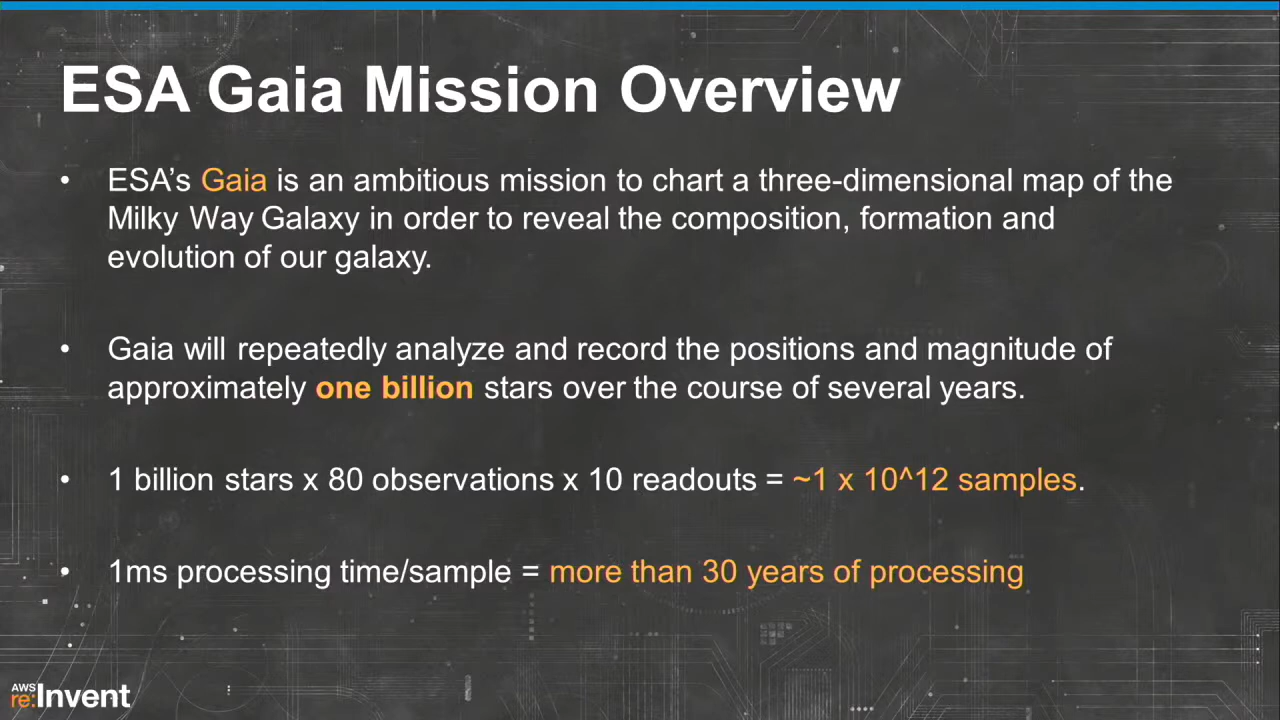 ESA Gaia Mission Overview
• ESA’s Gaia is an ambitious mission to chart a three-dimensional map of the
Milky Way Galaxy in order to reveal the composition, formation and
evolution of our galaxy.
• Gaia will repeatedly analyze and record the positions and magnitude of
approximately one billion stars over the course of several years.
• 1 billion stars x 80 observations x 10 readouts = ~1 x 10^12 samples.
• 1ms processing time/sample = more than 30 years of processing
AWS
re:Invent